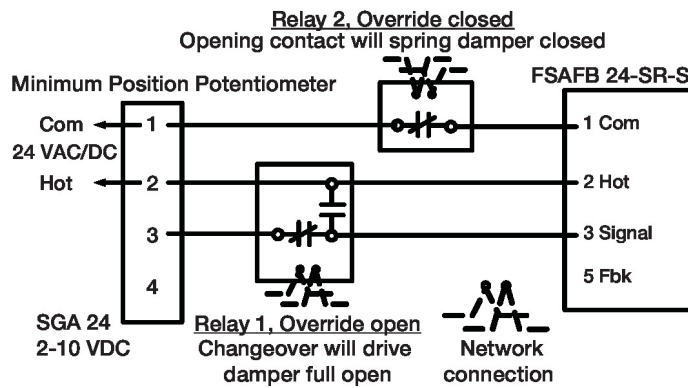 Relay 2, Override closed
Opening contact will spring damper closed
Minimum Position Potentiometer
FSAFB 24-SR-S
Com
1
1 Com
24 VAC/DC
Hot
2
2 Hot
3
3 Signal
4
5 Fbk
SGA 24
2-10 VDC
Relay 1, Override open
Changeover will drive
damper full open
Network
connection